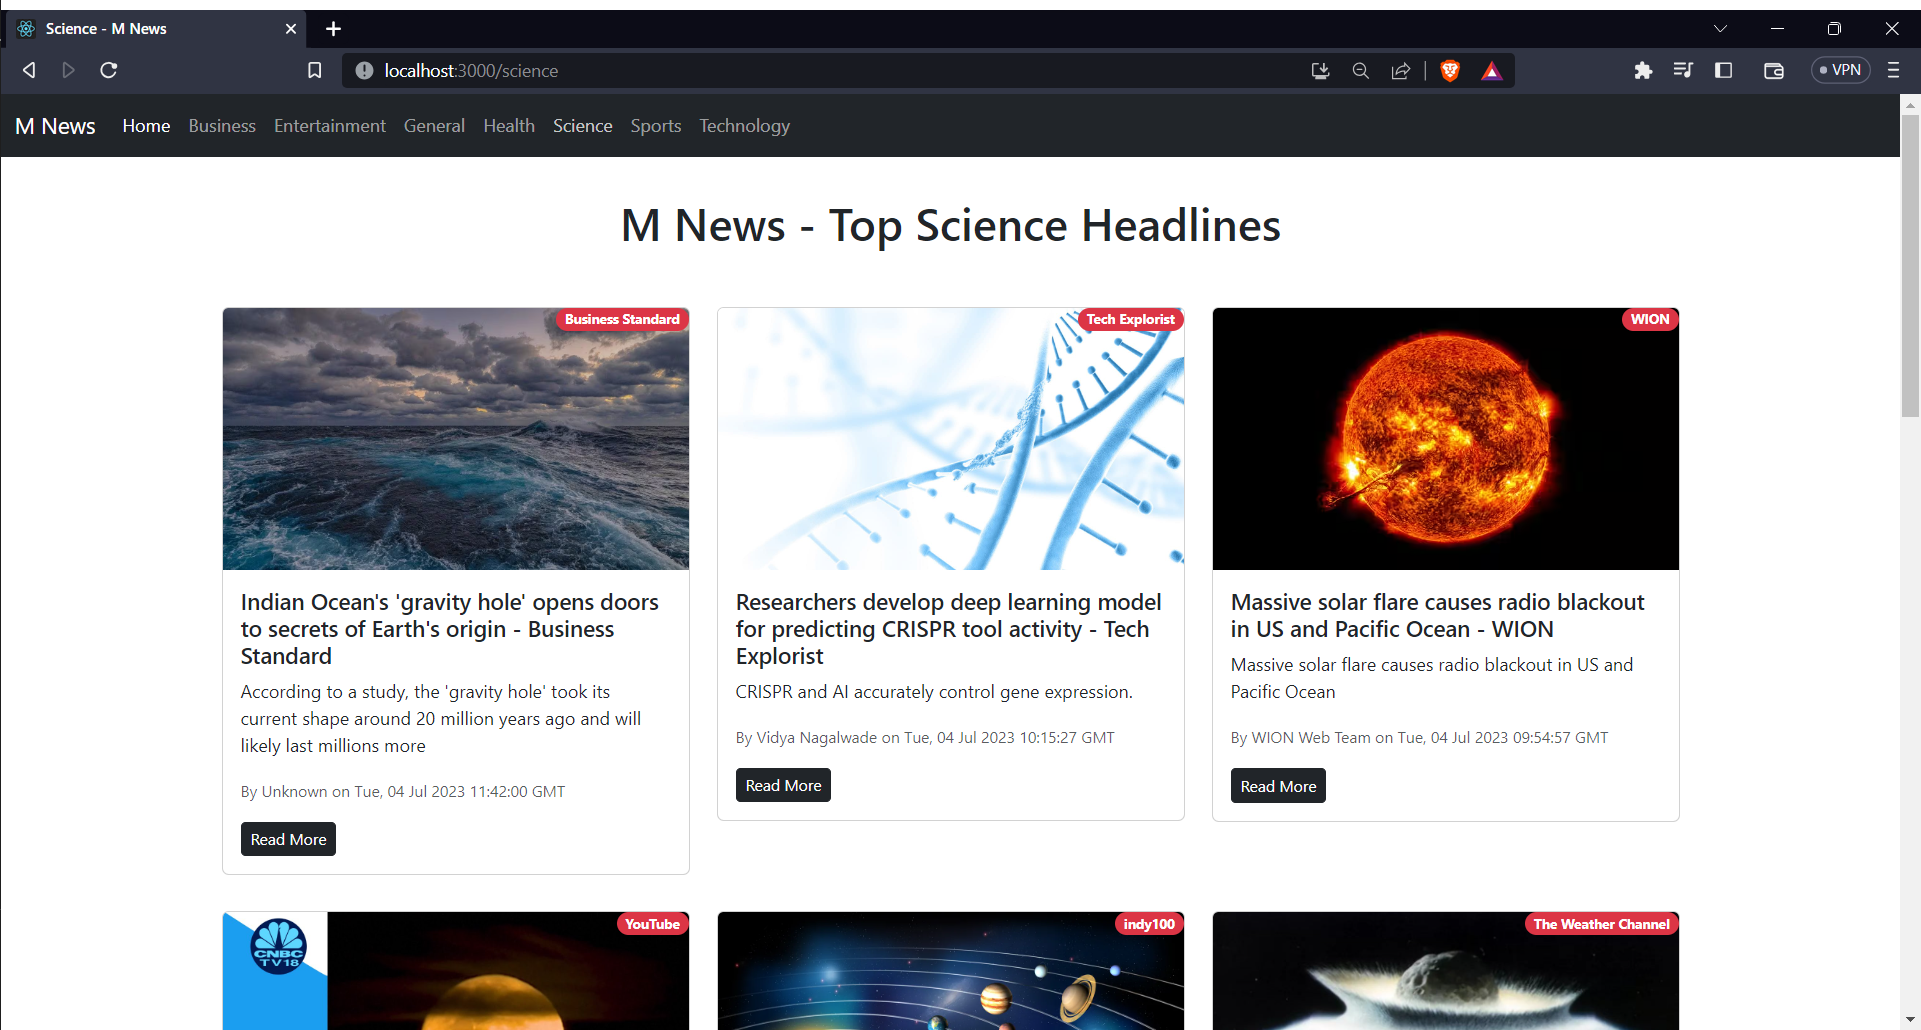 Science - M News
localhost:3000/science
VPN
M News Home Business Entertainment General Health Science Sports Technology
M News - Top Science Headlines
Business Standard
Indian Ocean's 'gravity hole' opens doors
to secrets of Earth's origin - Business
Standard
According to a study, the 'gravity hole' took its
current shape around 20 million years ago and will
likely last millions more
By Unknown on Tue, 04 Jul 2023 11:42:00 GMT
Read More
Tech Explorist
Researchers develop deep learning model
for predicting CRISPR tool activity - Tech
Explorist
CRISPR and AI accurately control gene expression.
By Vidya Nagalwade on Tue, 04 Jul 2023 10:15:27 GMT
Read More
WION
Massive solar flare causes radio blackout
in US and Pacific Ocean - WION
Massive solar flare causes radio blackout in US and
Pacific Ocean
By WION Web Team on Tue, 04 Jul 2023 09:54:57 GMT
Read More
YouTube
CNBC
TV18
indy100
The Weather Channel